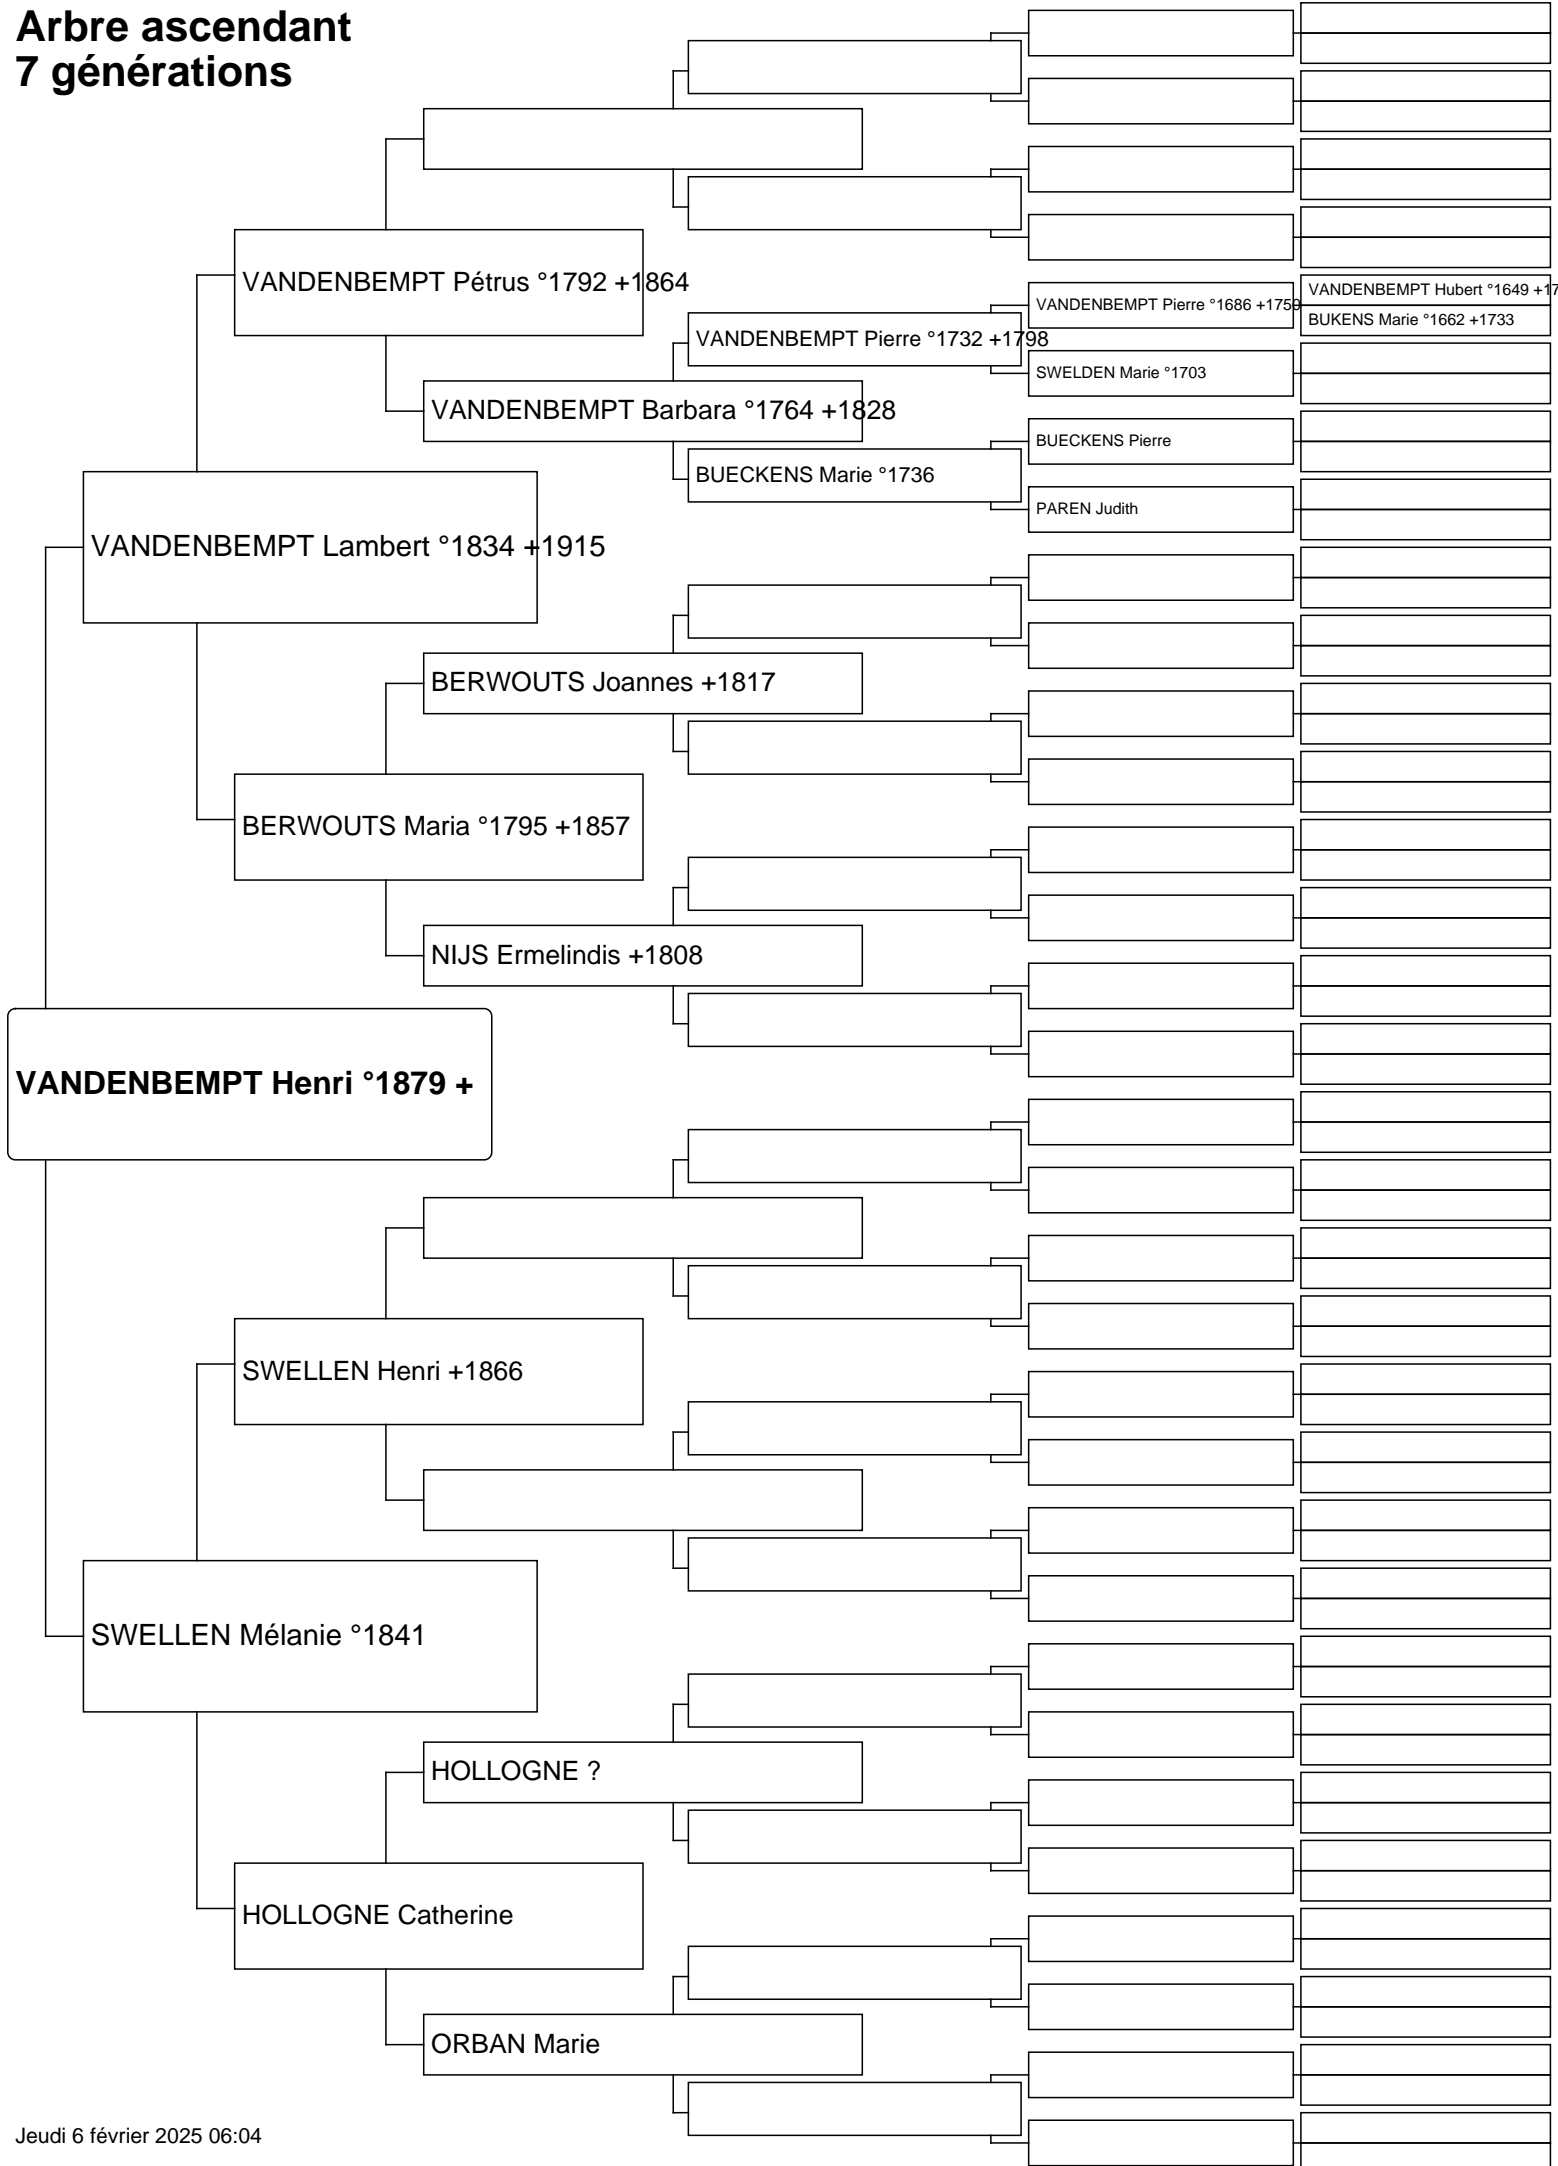 Arbre ascendant
7 générations
VANDENBEMPT Hubert °1649 +17
VANDENBEMPT Pierre °1686 +1750
BUKENS Marie °1662 +1733
VANDENBEMPT Pétrus °1792 +1864
VANDENBEMPT Pierre °1732 +1798
SWELDEN Marie °1703
VANDENBEMPT Barbara °1764 +1828
BUECKENS Pierre
BUECKENS Marie °1736
PAREN Judith
VANDENBEMPT Lambert °1834 +1915
BERWOUTS Joannes +1817
BERWOUTS Maria °1795 +1857
NIJS Ermelindis +1808
VANDENBEMPT Henri °1879 +
SWELLEN Henri +1866
SWELLEN Mélanie °1841
HOLLOGNE ?
HOLLOGNE Catherine
ORBAN Marie
Jeudi 6 février 2025 06:04